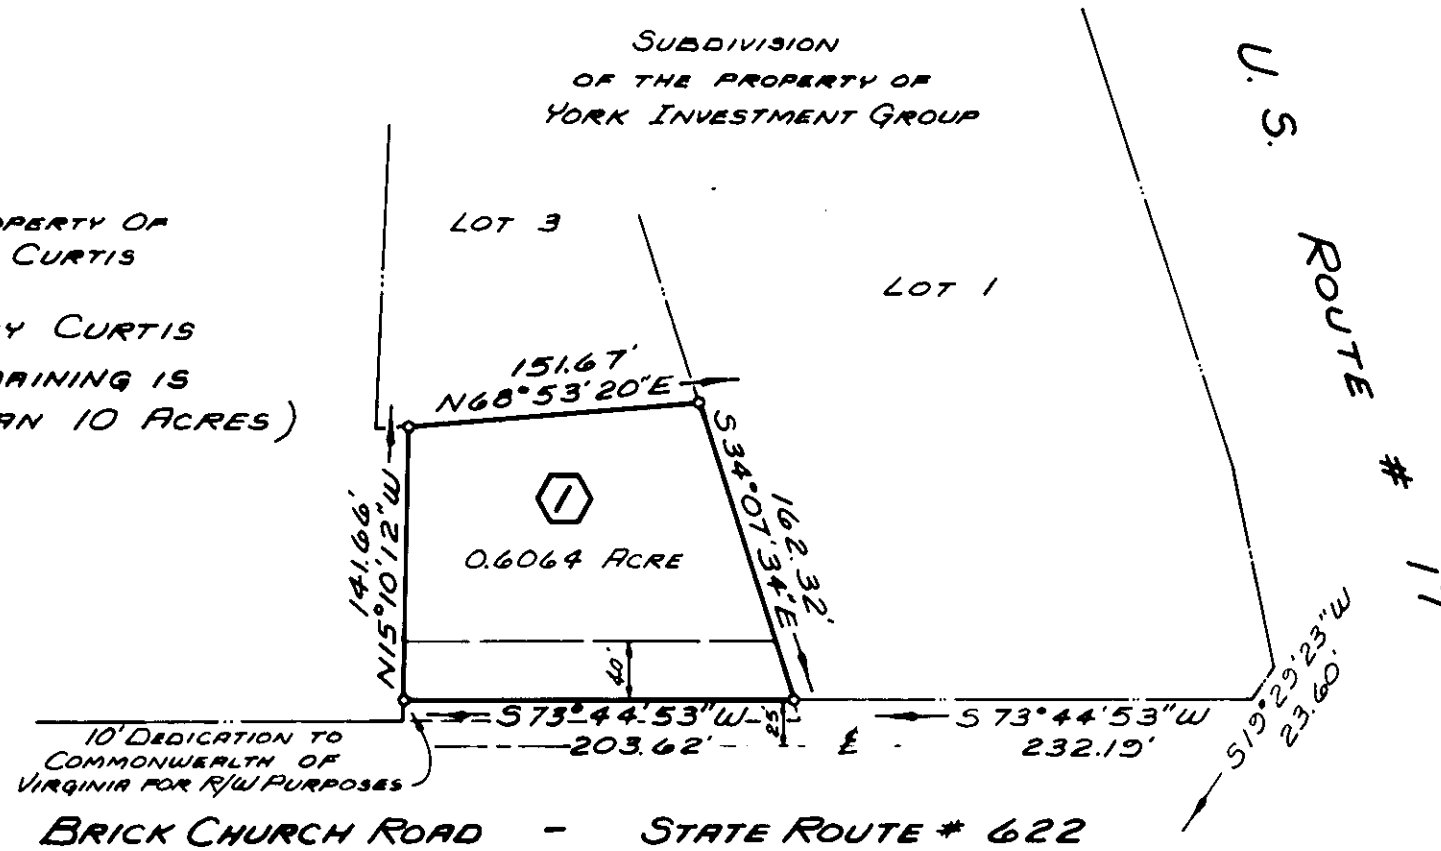 SUBDIVISION
OF THE PROPERTY OF
YORK INVESTMENT GROUP
U.S. ROUTE # 11
OF
CURTIS
CURTIS
IS
10 ACRES)
LOT 3
LOT 1
151.67'
N68°53'20"E
141.66'
N15°10'12"W
S34°07'34"E
162.32'
1
0.6064 ACRE
40'
25'
S73°44'53"W
203.62'
℄
S73°44'53"W
232.19'
S19°29'23"W
23.60'
10' DEDICATION TO
COMMONWEALTH OF
VIRGINIA FOR R/W PURPOSES
BRICK CHURCH ROAD - STATE ROUTE # 622